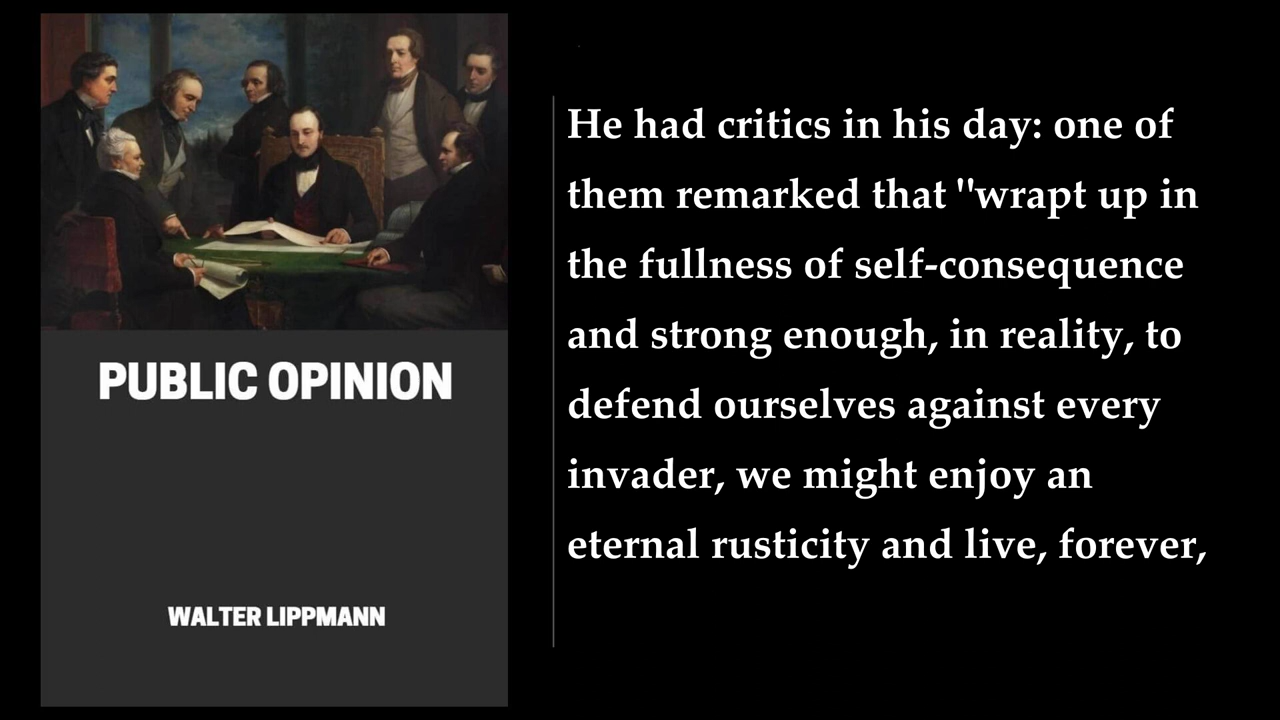 PUBLIC OPINION
WALTER LIPPMANN
He had critics in his day: one of
them remarked that "wrapt up in
the fullness of self-consequence
and strong enough, in reality, to
defend ourselves against every
invader, we might enjoy an
eternal rusticity and live, forever,